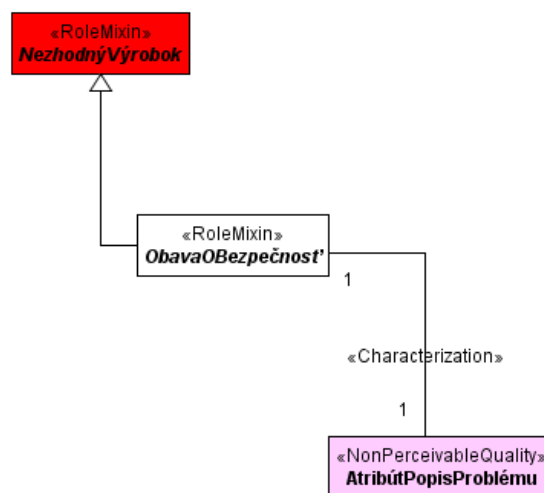 «RoleMixin»
NezhodnýVýrobok
«RoleMixin»
ObavaOBezpečnosť
1
«Characterization»
1
«NonPerceivableQuality»
AtribútPopisProblému